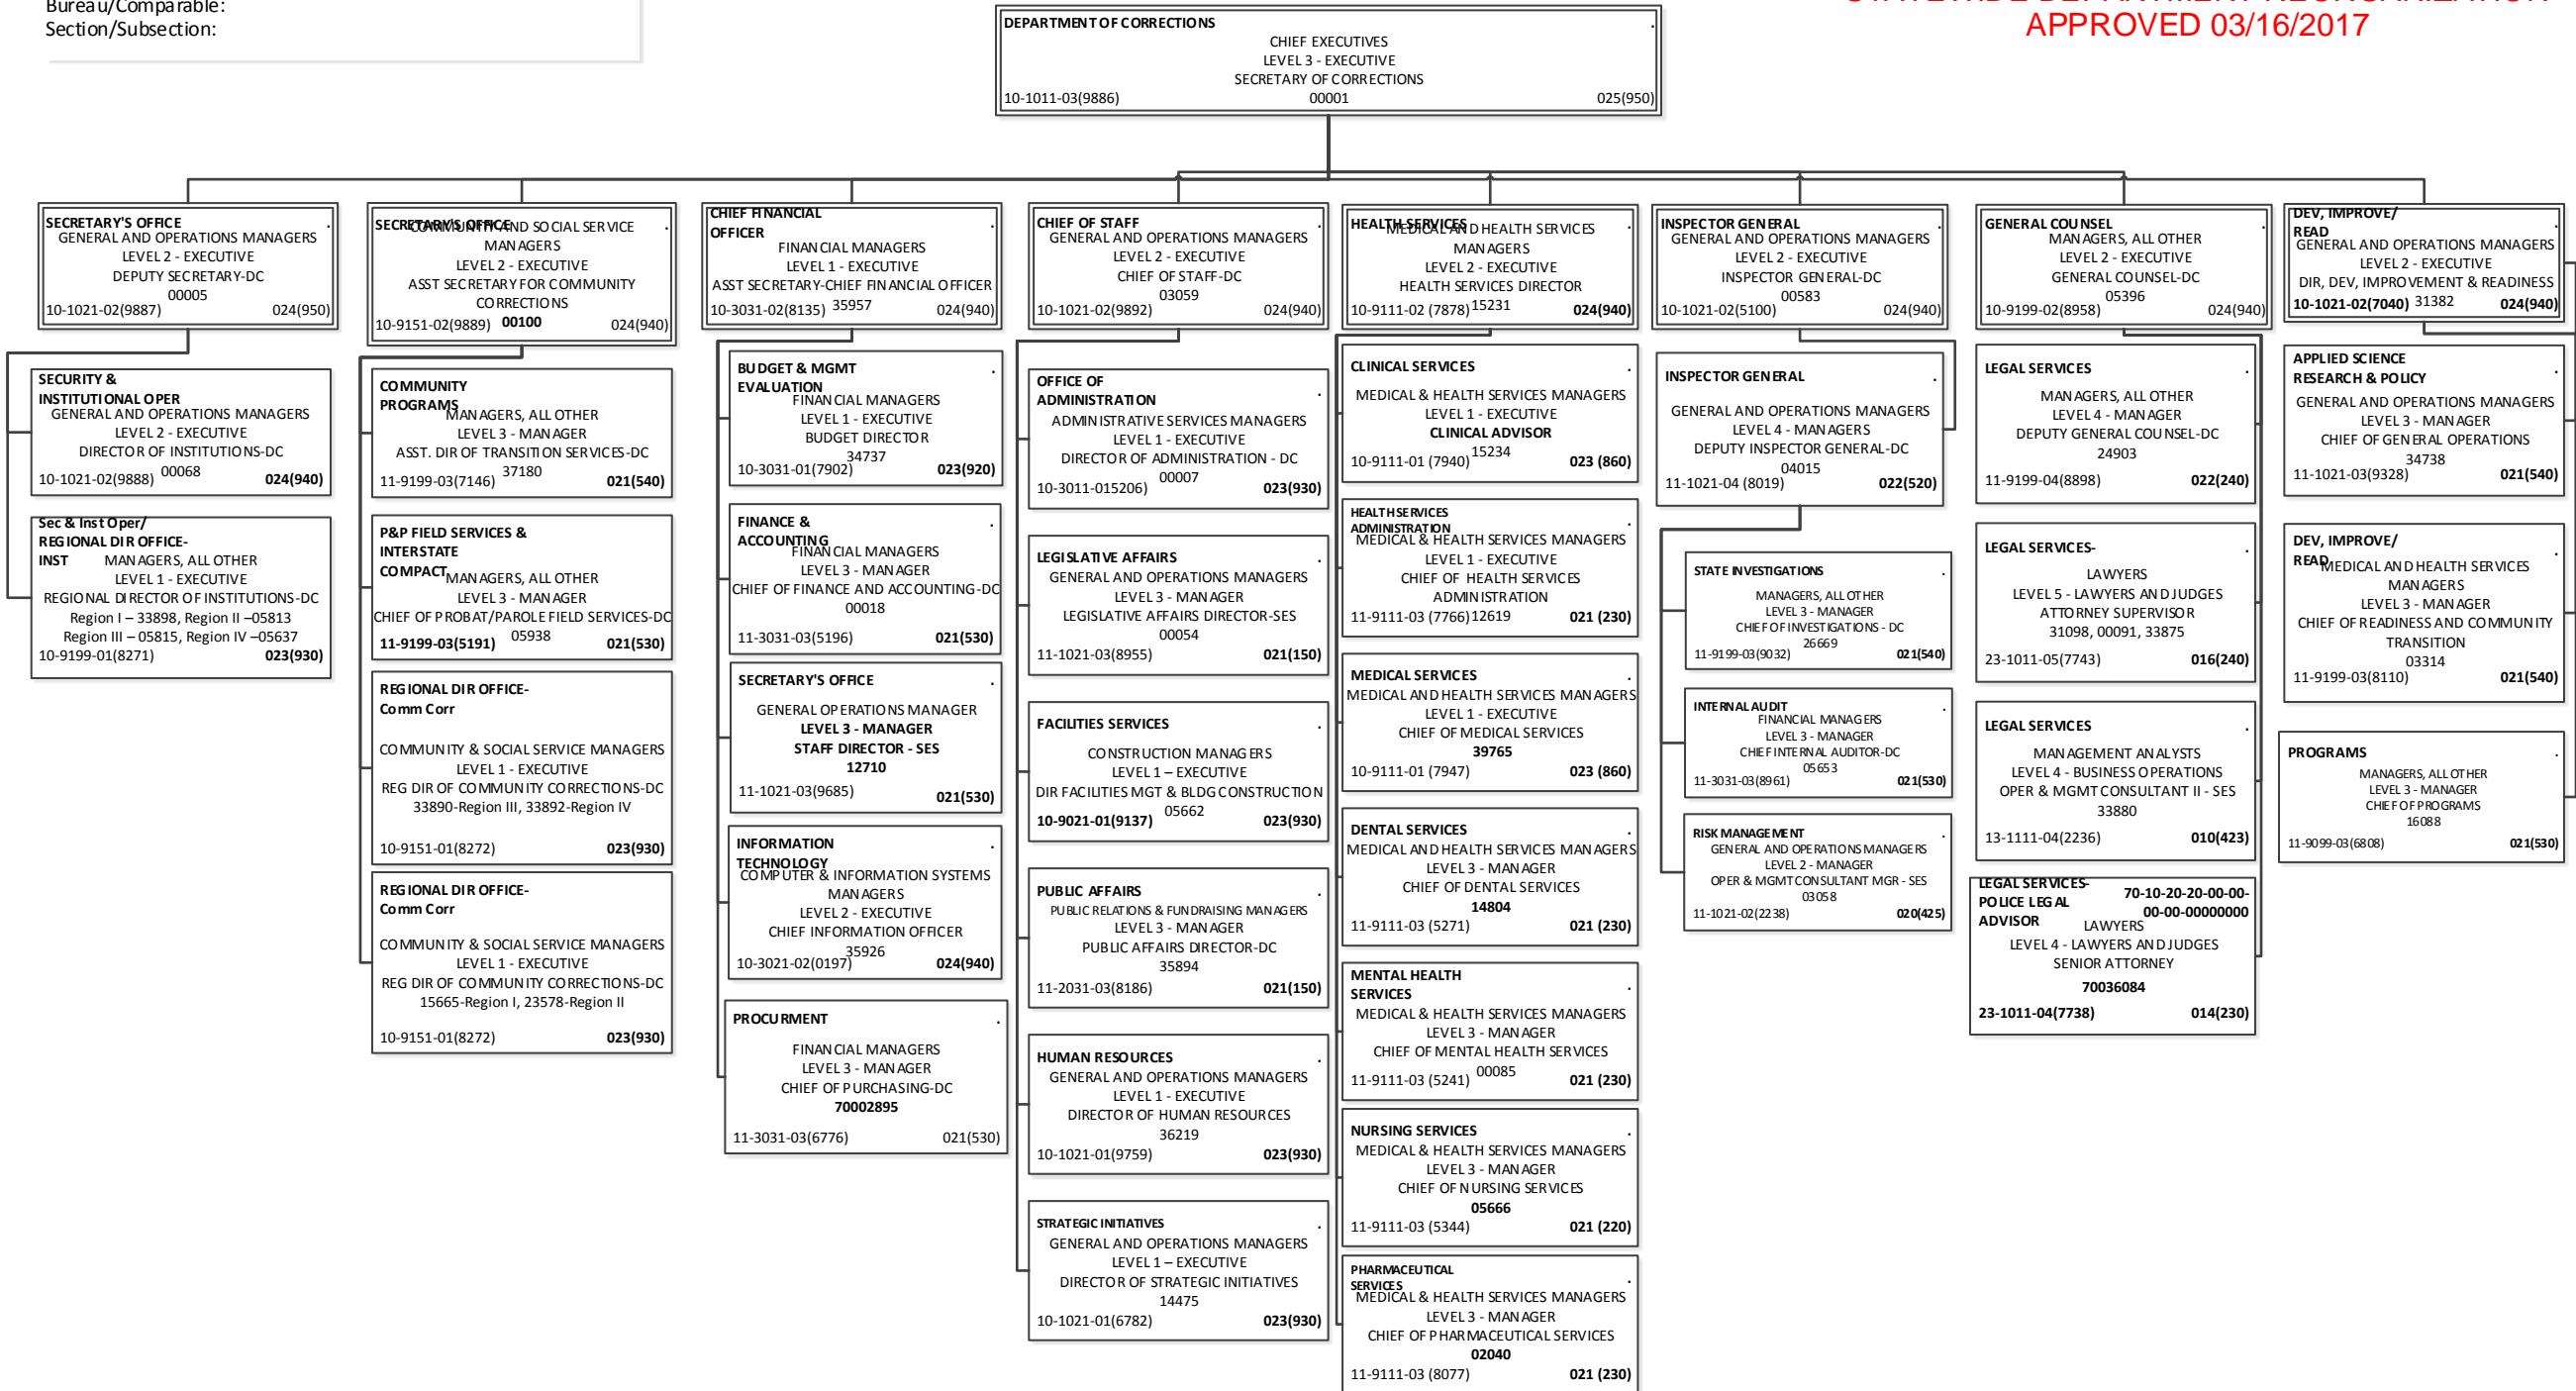 Bureau/Comparable:
Section/Subsection:
STATEWIDE DEPARTMENT REORGANIZATION
APPROVED 03/16/2017
DEPARTMENT OF CORRECTIONS .
CHIEF EXECUTIVES
LEVEL 3 - EXECUTIVE
SECRETARY OF CORRECTIONS
10-1011-03(9886) 00001 025(950)
SECRETARY'S OFFICE .
GENERAL AND OPERATIONS MANAGERS
LEVEL 2 - EXECUTIVE
DEPUTY SECRETARY-DC
00005
10-1021-02(9887) 024(950)
SECURITY &
INSTITUTIONAL OPER
GENERAL AND OPERATIONS MANAGERS
LEVEL 2 - EXECUTIVE
DIRECTOR OF INSTITUTIONS-DC
10-1021-02(9888) 00068 024(940)
Sec & Inst Oper/
REGIONAL DIR OFFICE-
INST MANAGERS, ALL OTHER
LEVEL 1 - EXECUTIVE
REGIONAL DIRECTOR OF INSTITUTIONS-DC
Region I – 33898, Region II –05813
Region III – 05815, Region IV –05637
10-9199-01(8271) 023(930)
SECRETARY'S OFFICE .
COMMUNITY AND SOCIAL SERVICE
MANAGERS
LEVEL 2 - EXECUTIVE
ASST SECRETARY FOR COMMUNITY
CORRECTIONS
10-9151-02(9889) 00100 024(940)
COMMUNITY
PROGRAMS
MANAGERS, ALL OTHER
LEVEL 3 - MANAGER
ASST. DIR OF TRANSITION SERVICES-DC
11-9199-03(7146) 37180 021(540)
P&P FIELD SERVICES &
INTERSTATE
COMPACT
MANAGERS, ALL OTHER
LEVEL 3 - MANAGER
CHIEF OF PROBAT/PAROLE FIELD SERVICES-DC
11-9199-03(5191) 05938 021(530)
REGIONAL DIR OFFICE-
Comm Corr
COMMUNITY & SOCIAL SERVICE MANAGERS
LEVEL 1 - EXECUTIVE
REG DIR OF COMMUNITY CORRECTIONS-DC
33890-Region III, 33892-Region IV
10-9151-01(8272) 023(930)
REGIONAL DIR OFFICE-
Comm Corr
COMMUNITY & SOCIAL SERVICE MANAGERS
LEVEL 1 - EXECUTIVE
REG DIR OF COMMUNITY CORRECTIONS-DC
15665-Region I, 23578-Region II
10-9151-01(8272) 023(930)
CHIEF FINANCIAL
OFFICER .
FINANCIAL MANAGERS
LEVEL 1 - EXECUTIVE
ASST SECRETARY-CHIEF FINANCIAL OFFICER
10-3031-02(8135) 35957 024(940)
BUDGET & MGMT .
EVALUATION
FINANCIAL MANAGERS
LEVEL 1 - EXECUTIVE
BUDGET DIRECTOR
34737
10-3031-01(7902) 023(920)
FINANCE & .
ACCOUNTING
FINANCIAL MANAGERS
LEVEL 3 - MANAGER
CHIEF OF FINANCE AND ACCOUNTING-DC
00018
11-3031-03(5196) 021(530)
SECRETARY'S OFFICE .
GENERAL OPERATIONS MANAGER
LEVEL 3 - MANAGER
STAFF DIRECTOR - SES
12710
11-1021-03(9685) 021(530)
INFORMATION .
TECHNOLOGY
COMPUTER & INFORMATION SYSTEMS
MANAGERS
LEVEL 2 - EXECUTIVE
CHIEF INFORMATION OFFICER
35926
10-3021-02(0197) 024(940)
PROCURMENT .
FINANCIAL MANAGERS
LEVEL 3 - MANAGER
CHIEF OF PURCHASING-DC
70002895
11-3031-03(6776) 021(530)
CHIEF OF STAFF .
GENERAL AND OPERATIONS MANAGERS
LEVEL 2 - EXECUTIVE
CHIEF OF STAFF-DC
03059
10-1021-02(9892) 024(940)
OFFICE OF .
ADMINISTRATION
ADMINISTRATIVE SERVICES MANAGERS
LEVEL 1 - EXECUTIVE
DIRECTOR OF ADMINISTRATION - DC
00007
10-3011-015206) 023(930)
LEGISLATIVE AFFAIRS .
GENERAL AND OPERATIONS MANAGERS
LEVEL 3 - MANAGER
LEGISLATIVE AFFAIRS DIRECTOR-SES
00054
11-1021-03(8955) 021(150)
FACILITIES SERVICES .
CONSTRUCTION MANAGERS
LEVEL 1 – EXECUTIVE
DIR FACILITIES MGT & BLDG CONSTRUCTION
10-9021-01(9137) 05662 023(930)
PUBLIC AFFAIRS .
PUBLIC RELATIONS & FUNDRAISING MANAGERS
LEVEL 3 - MANAGER
PUBLIC AFFAIRS DIRECTOR-DC
35894
11-2031-03(8186) 021(150)
HUMAN RESOURCES .
GENERAL AND OPERATIONS MANAGERS
LEVEL 1 - EXECUTIVE
DIRECTOR OF HUMAN RESOURCES
36219
10-1021-01(9759) 023(930)
STRATEGIC INITIATIVES .
GENERAL AND OPERATIONS MANAGERS
LEVEL 1 – EXECUTIVE
DIRECTOR OF STRATEGIC INITIATIVES
14475
10-1021-01(6782) 023(930)
HEALTH SERVICES .
MEDICAL AND HEALTH SERVICES
MANAGERS
LEVEL 2 - EXECUTIVE
HEALTH SERVICES DIRECTOR
10-9111-02 (7878) 15231 024(940)
CLINICAL SERVICES .
MEDICAL & HEALTH SERVICES MANAGERS
LEVEL 1 - EXECUTIVE
CLINICAL ADVISOR
10-9111-01 (7940) 15234 023 (860)
HEALTH SERVICES .
ADMINISTRATION
MEDICAL & HEALTH SERVICES MANAGERS
LEVEL 1 - EXECUTIVE
CHIEF OF HEALTH SERVICES
ADMINISTRATION
11-9111-03 (7766) 12619 021 (230)
MEDICAL SERVICES .
MEDICAL AND HEALTH SERVICES MANAGERS
LEVEL 1 - EXECUTIVE
CHIEF OF MEDICAL SERVICES
39765
10-9111-01 (7947) 023 (860)
DENTAL SERVICES .
MEDICAL AND HEALTH SERVICES MANAGERS
LEVEL 3 - MANAGER
CHIEF OF DENTAL SERVICES
14804
11-9111-03 (5271) 021 (230)
MENTAL HEALTH
SERVICES .
MEDICAL & HEALTH SERVICES MANAGERS
LEVEL 3 - MANAGER
CHIEF OF MENTAL HEALTH SERVICES
11-9111-03 (5241) 00085 021 (230)
NURSING SERVICES .
MEDICAL & HEALTH SERVICES MANAGERS
LEVEL 3 - MANAGER
CHIEF OF NURSING SERVICES
05666
11-9111-03 (5344) 021 (220)
PHARMACEUTICAL
SERVICES .
MEDICAL & HEALTH SERVICES MANAGERS
LEVEL 3 - MANAGER
CHIEF OF PHARMACEUTICAL SERVICES
02040
11-9111-03 (8077) 021 (230)
INSPECTOR GENERAL .
GENERAL AND OPERATIONS MANAGERS
LEVEL 2 - EXECUTIVE
INSPECTOR GENERAL-DC
00583
10-1021-02(5100) 024(940)
INSPECTOR GENERAL .
GENERAL AND OPERATIONS MANAGERS
LEVEL 4 - MANAGERS
DEPUTY INSPECTOR GENERAL-DC
04015
11-1021-04 (8019) 022(520)
STATE INVESTIGATIONS .
MANAGERS, ALL OTHER
LEVEL 3 - MANAGER
CHIEF OF INVESTIGATIONS - DC
26669
11-9199-03(9032) 021(540)
INTERNAL AUDIT .
FINANCIAL MANAGERS
LEVEL 3 - MANAGER
CHIEF INTERNAL AUDITOR-DC
05653
11-3031-03(8961) 021(530)
RISK MANAGEMENT .
GENERAL AND OPERATIONS MANAGERS
LEVEL 2 - MANAGER
OPER & MGMT CONSULTANT MGR - SES
03058
11-1021-02(2238) 020(425)
GENERAL COUNSEL .
MANAGERS, ALL OTHER
LEVEL 2 - EXECUTIVE
GENERAL COUNSEL-DC
05396
10-9199-02(8958) 024(940)
LEGAL SERVICES .
MANAGERS, ALL OTHER
LEVEL 4 - MANAGER
DEPUTY GENERAL COUNSEL-DC
24903
11-9199-04(8898) 022(240)
LEGAL SERVICES- .
LAWYERS
LEVEL 5 - LAWYERS AND JUDGES
ATTORNEY SUPERVISOR
31098, 00091, 33875
23-1011-05(7743) 016(240)
LEGAL SERVICES .
MANAGEMENT ANALYSTS
LEVEL 4 - BUSINESS OPERATIONS
OPER & MGMT CONSULTANT II - SES
33880
13-1111-04(2236) 010(423)
LEGAL SERVICES- 70-10-20-20-00-00-
POLICE LEGAL 00-00-00000000
ADVISOR
LAWYERS
LEVEL 4 - LAWYERS AND JUDGES
SENIOR ATTORNEY
70036084
23-1011-04(7738) 014(230)
DEV, IMPROVE/
READ .
GENERAL AND OPERATIONS MANAGERS
LEVEL 2 - EXECUTIVE
DIR, DEV, IMPROVEMENT & READINESS
10-1021-02(7040) 31382 024(940)
APPLIED SCIENCE
RESEARCH & POLICY .
GENERAL AND OPERATIONS MANAGERS
LEVEL 3 - MANAGER
CHIEF OF GENERAL OPERATIONS
34738
11-1021-03(9328) 021(540)
DEV, IMPROVE/ .
READ
MEDICAL AND HEALTH SERVICES
MANAGERS
LEVEL 3 - MANAGER
CHIEF OF READINESS AND COMMUNITY
TRANSITION
03314
11-9199-03(8110) 021(540)
PROGRAMS .
MANAGERS, ALL OTHER
LEVEL 3 - MANAGER
CHIEF OF PROGRAMS
16088
11-9099-03(6808) 021(530)